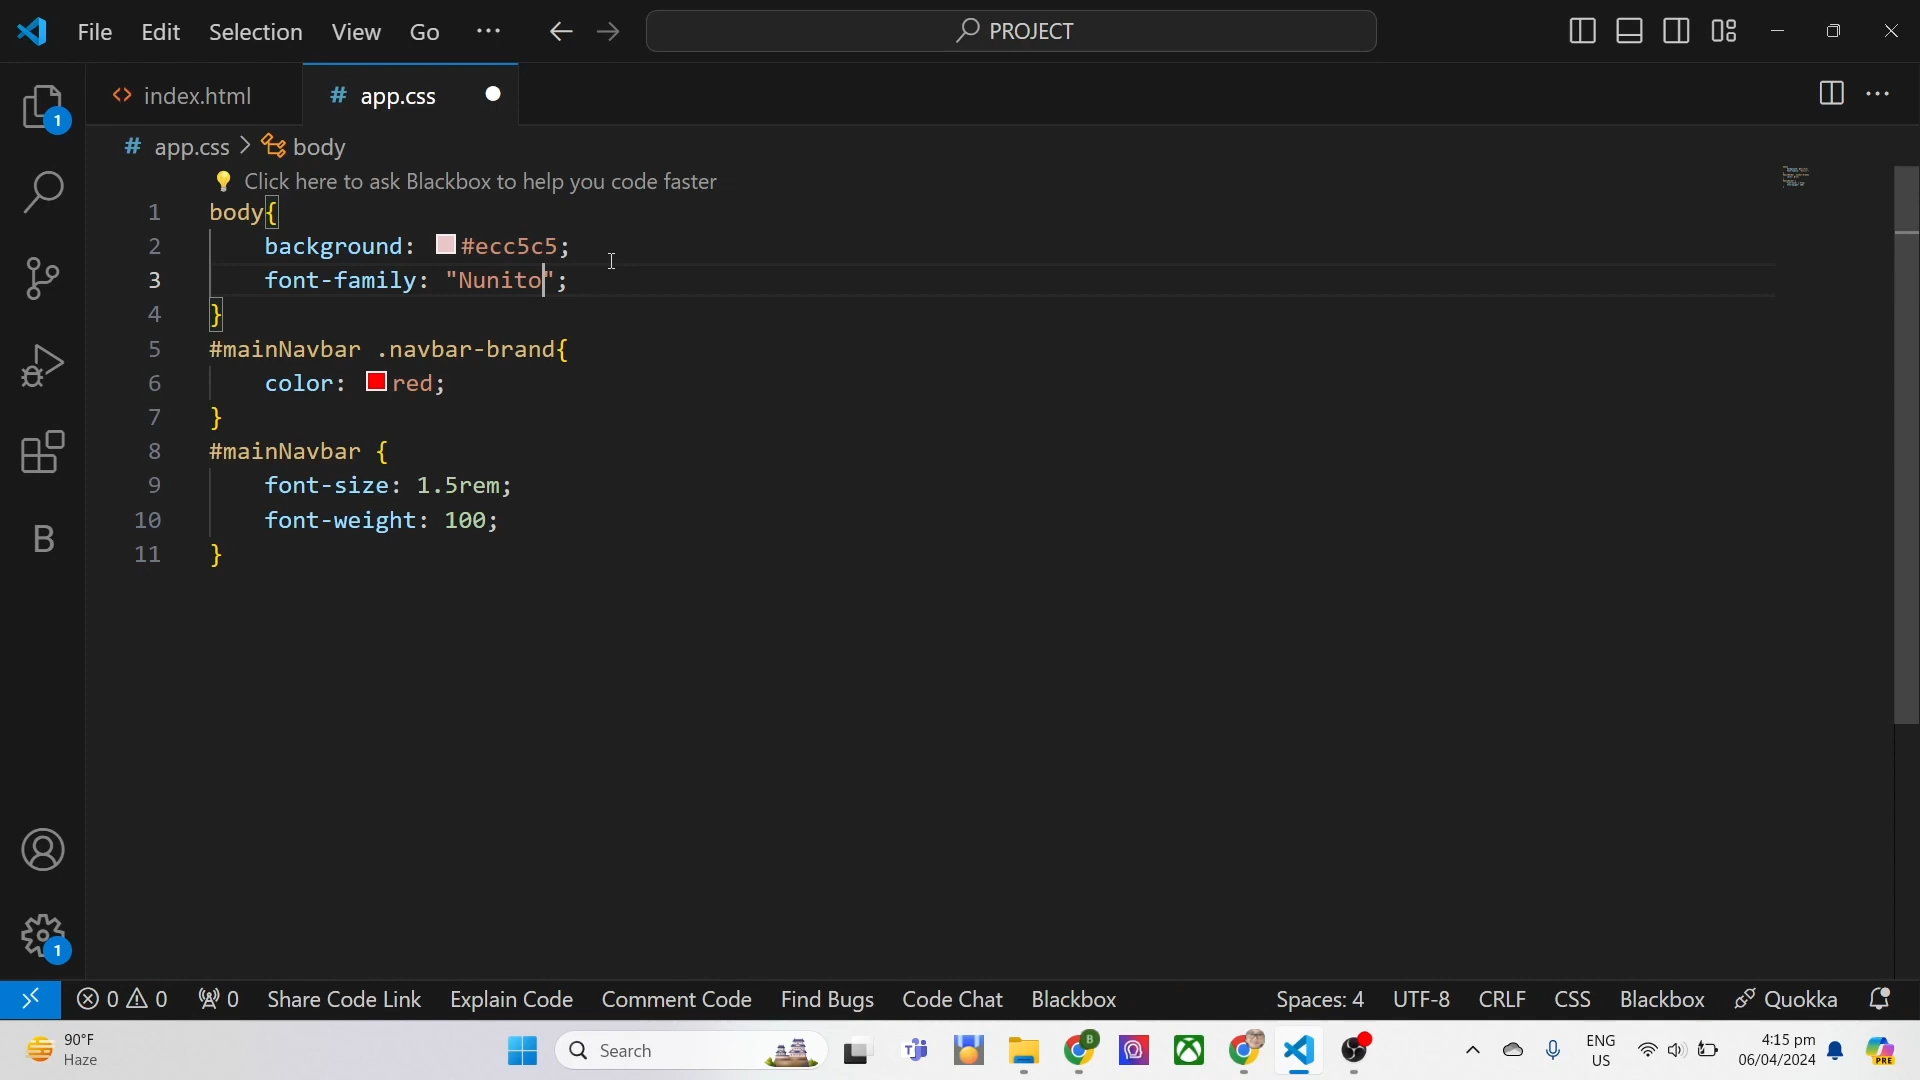 File Edit Selection View Go ··· PROJECT
index.html # app.css
# app.css > body
Click here to ask Blackbox to help you code faster
1 body{
2 background: #ecc5c5;
3 font-family: "Nunito";
4 }
5 #mainNavbar .navbar-brand{
6 color: red;
7 }
8 #mainNavbar {
9 font-size: 1.5rem;
10 font-weight: 100;
11 }
1
B
1
0 0 0 Share Code Link Explain Code Comment Code Find Bugs Code Chat Blackbox Spaces: 4 UTF-8 CRLF CSS Blackbox Quokka
90°F
Haze
Search
B
PRE
ENG
US
4:15 pm
06/04/2024